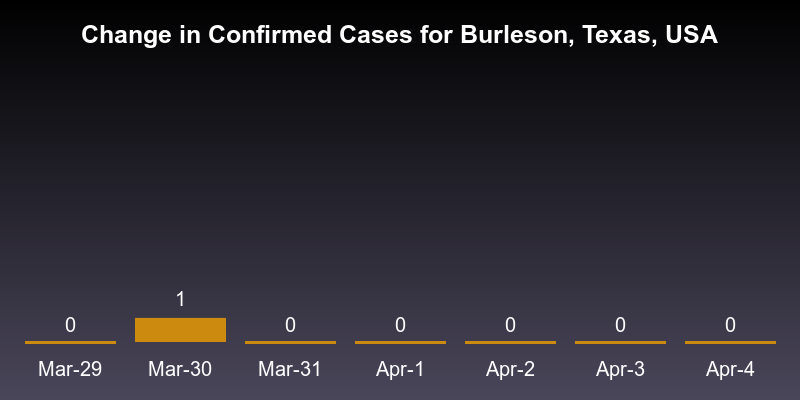 Change in Confirmed Cases for Burleson, Texas, USA
0 1 0 0 0 0 0
Mar-29 Mar-30 Mar-31 Apr-1 Apr-2 Apr-3 Apr-4